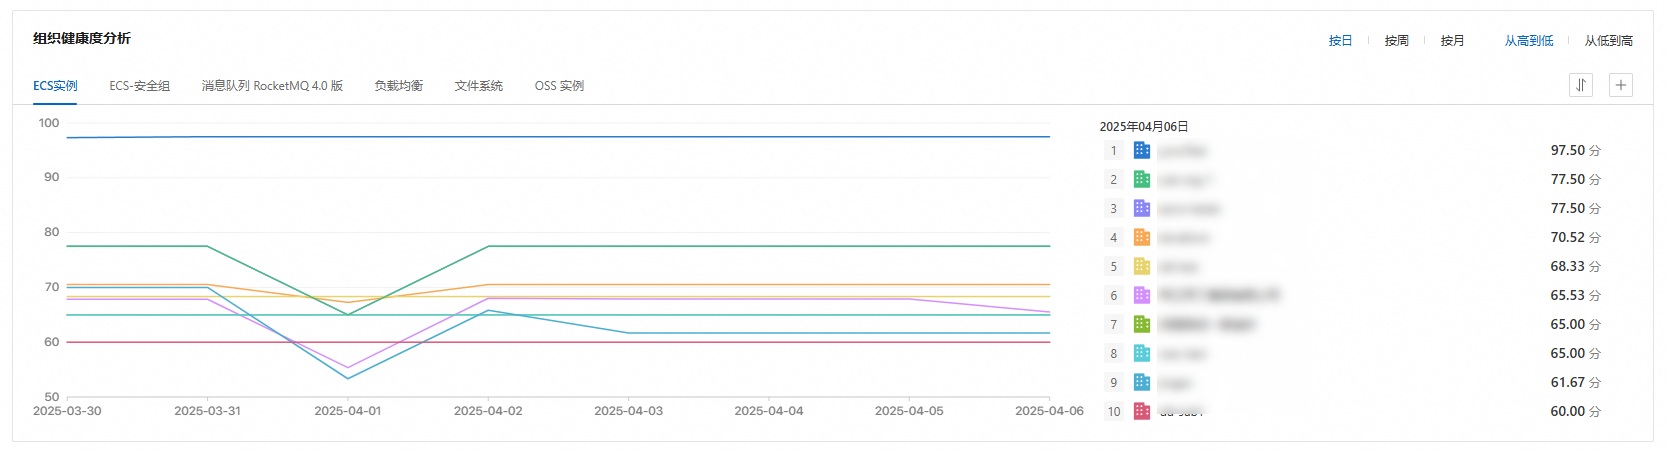 组织健康度分析
按日 按周 按月 从高到低 从低到高
ECS实例 ECS-安全组 消息队列 RocketMQ 4.0 版 负载均衡 文件系统 OSS 实例
100
90
80
70
60
50
2025-03-30 2025-03-31 2025-04-01 2025-04-02 2025-04-03 2025-04-04 2025-04-05 2025-04-06
2025年04月06日
1 97.50 分
2 77.50 分
3 77.50 分
4 70.52 分
5 68.33 分
6 65.53 分
7 65.00 分
8 65.00 分
9 61.67 分
10 60.00 分